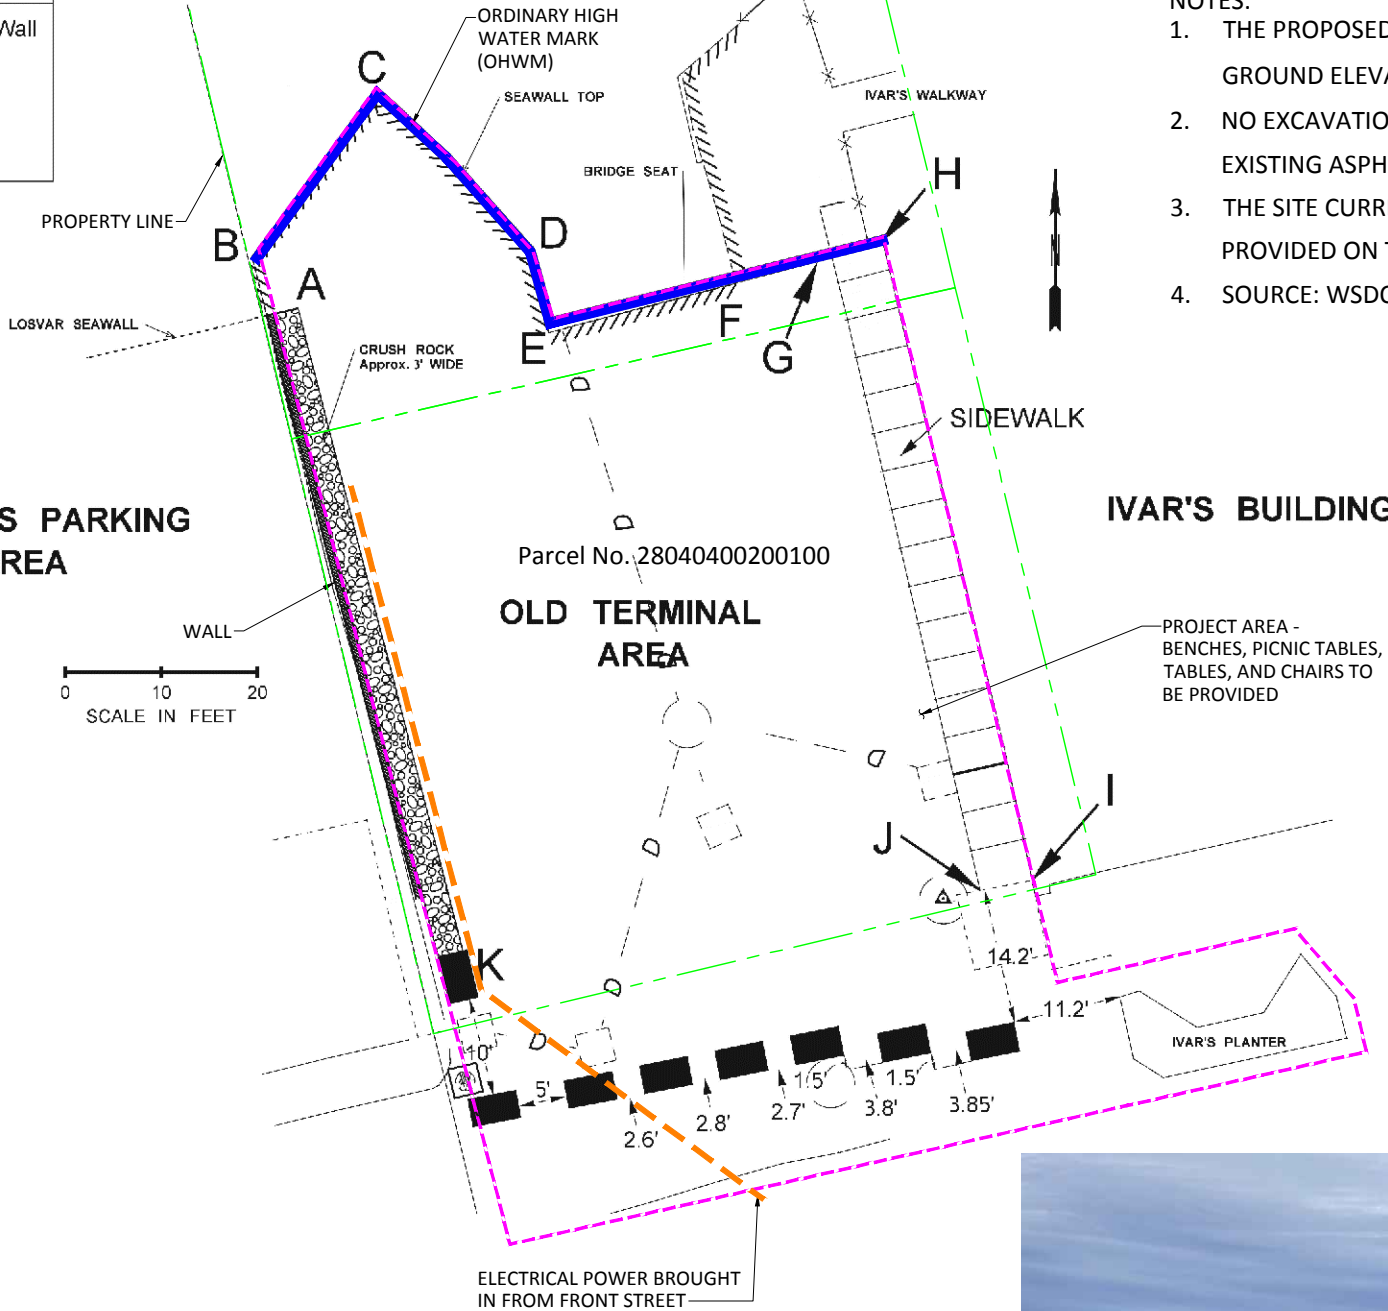 Wall
ORDINARY HIGH
WATER MARK
(OHWM)
SEAWALL TOP
C
NOTES:
1. THE PROPOSED
GROUND ELEVA
2. NO EXCAVATIO
EXISTING ASPH
3. THE SITE CURR
PROVIDED ON T
4. SOURCE: WSDO
IVAR'S WALKWAY
BRIDGE SEAT
H
N
PROPERTY LINE
B
D
A
LOSVAR SEAWALL
CRUSH ROCK
Approx. 3' WIDE
E
F
G
D
SIDEWALK
S PARKING
REA
IVAR'S BUILDING
D
Parcel No. 28040400200100
OLD TERMINAL
AREA
D
WALL
0 10 20
SCALE IN FEET
PROJECT AREA -
BENCHES, PICNIC TABLES,
TABLES, AND CHAIRS TO
BE PROVIDED
D
I
J
D
K
14.2'
D
11.2'
10'
D
IVAR'S PLANTER
5'
1.5'
1.5'
2.6'
2.8'
2.7'
3.8'
3.85'
ELECTRICAL POWER BROUGHT
IN FROM FRONT STREET